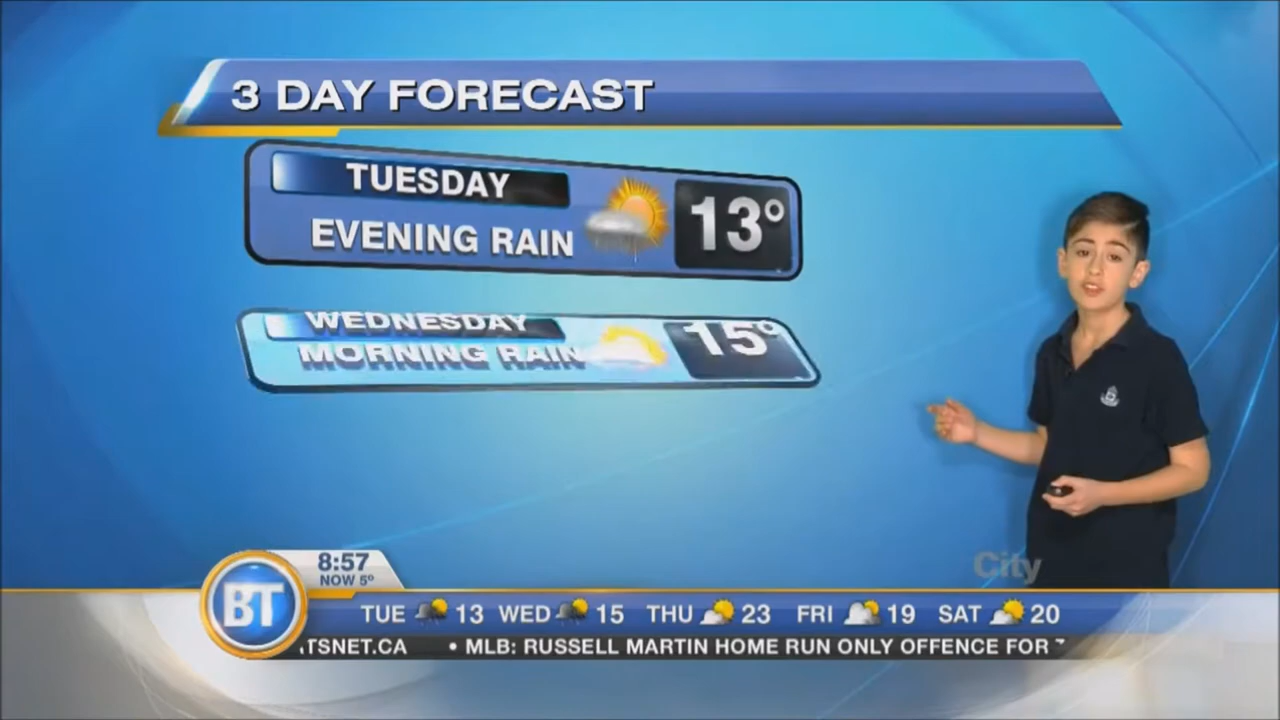 3 DAY FORECAST
TUESDAY
EVENING RAIN
13°
WEDNESDAY
MORNING RAIN
15°
City
8:57
NOW 5°
BT
TUE 13 WED 15 THU 23 FRI 19 SAT 20
TSNET.CA • MLB: RUSSELL MARTIN HOME RUN ONLY OFFENCE FOR